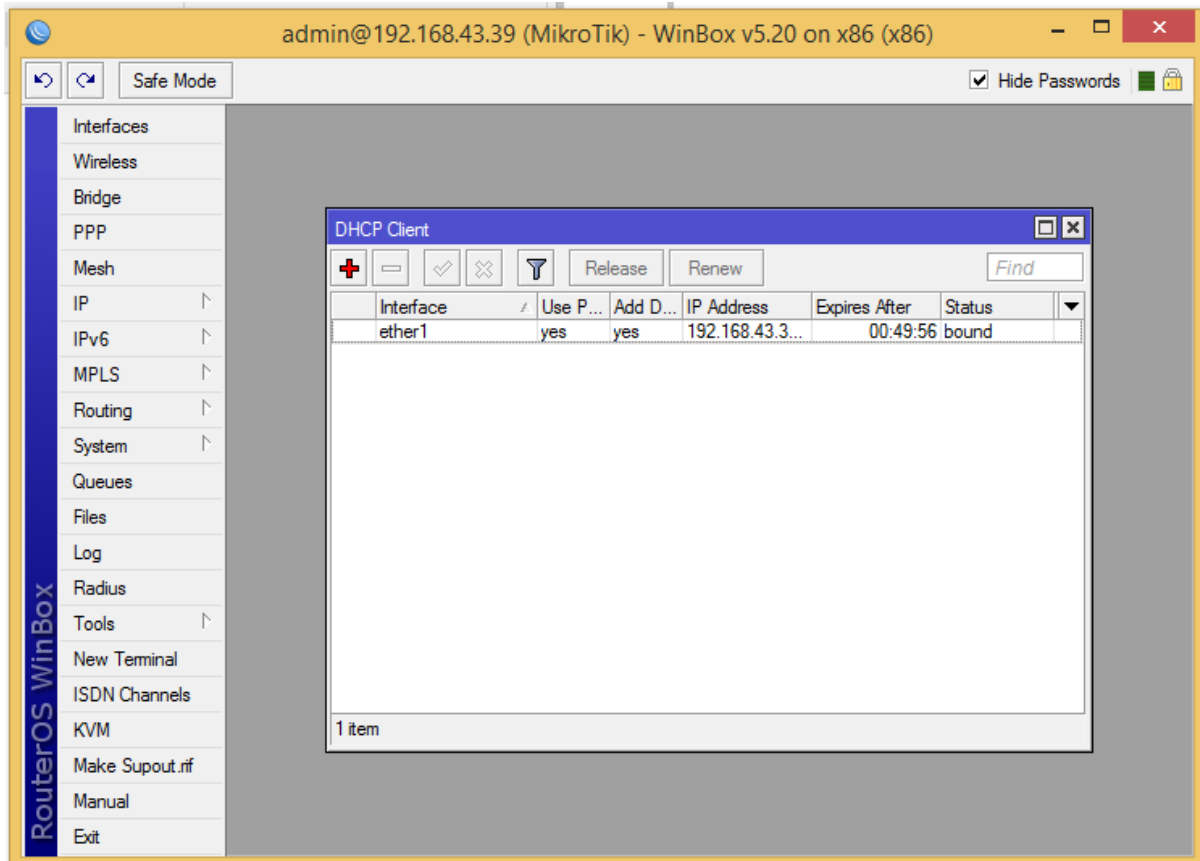 admin@192.168.43.39 (MikroTik) - WinBox v5.20 on x86 (x86)
Safe Mode
Hide Passwords
Interfaces
Wireless
Bridge
PPP
Mesh
IP
IPv6
MPLS
Routing
System
Queues
Files
Log
Radius
Tools
New Terminal
ISDN Channels
KVM
Make Supout.rif
Manual
Exit
RouterOS WinBox
DHCP Client
Release Renew Find
Interface Use P... Add D... IP Address Expires After Status
ether1 yes yes 192.168.43.3... 00:49:56 bound
1 item